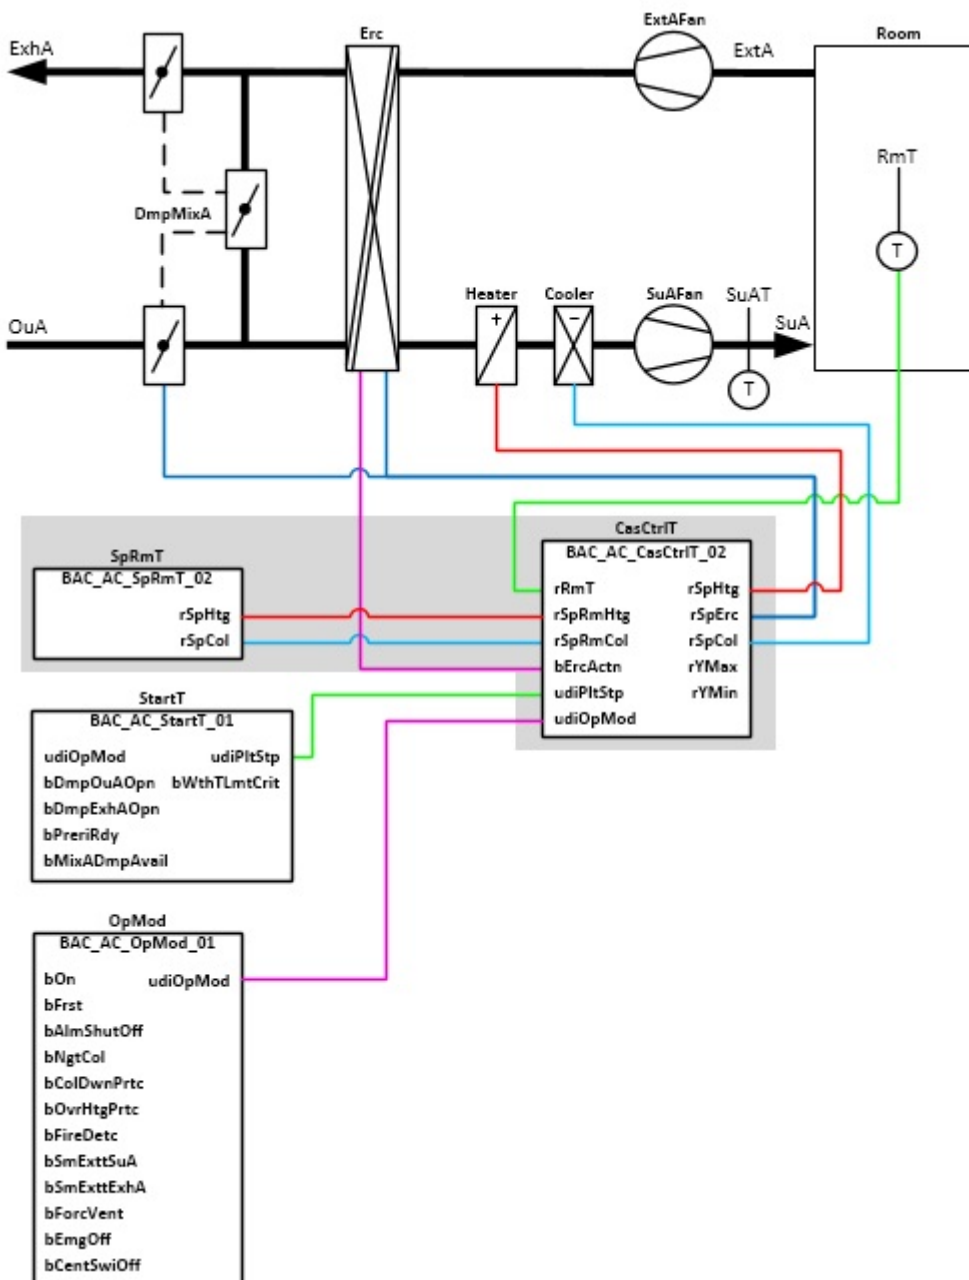 ExtAFan
Erc
Room
ExhA
ExtA
RmT
DmpMixA
T
Heater
Cooler
SuAFan
SuAT
OuA
SuA
+
−
T
CasCtrlT
BAC_AC_CasCtrlT_02
SpRmT
BAC_AC_SpRmT_02
rRmT rSpHtg
rSpHtg rSpRmHtg rSpErc
rSpCol rSpRmCol rSpCol
bErcActn rYMax
udiPltStp rYMin
udiOpMod
StartT
BAC_AC_StartT_01
udiOpMod udiPltStp
bDmpOuAOpn bWthTLmtCrit
bDmpExhAOpn
bPreriRdy
bMixADmpAvail
OpMod
BAC_AC_OpMod_01
bOn udiOpMod
bFrst
bAlmShutOff
bNgtCol
bColDwnPrtc
bOvrHtgPrtc
bFireDetc
bSmExttSuA
bSmExttExhA
bForcVent
bEmgOff
bCentSwiOff